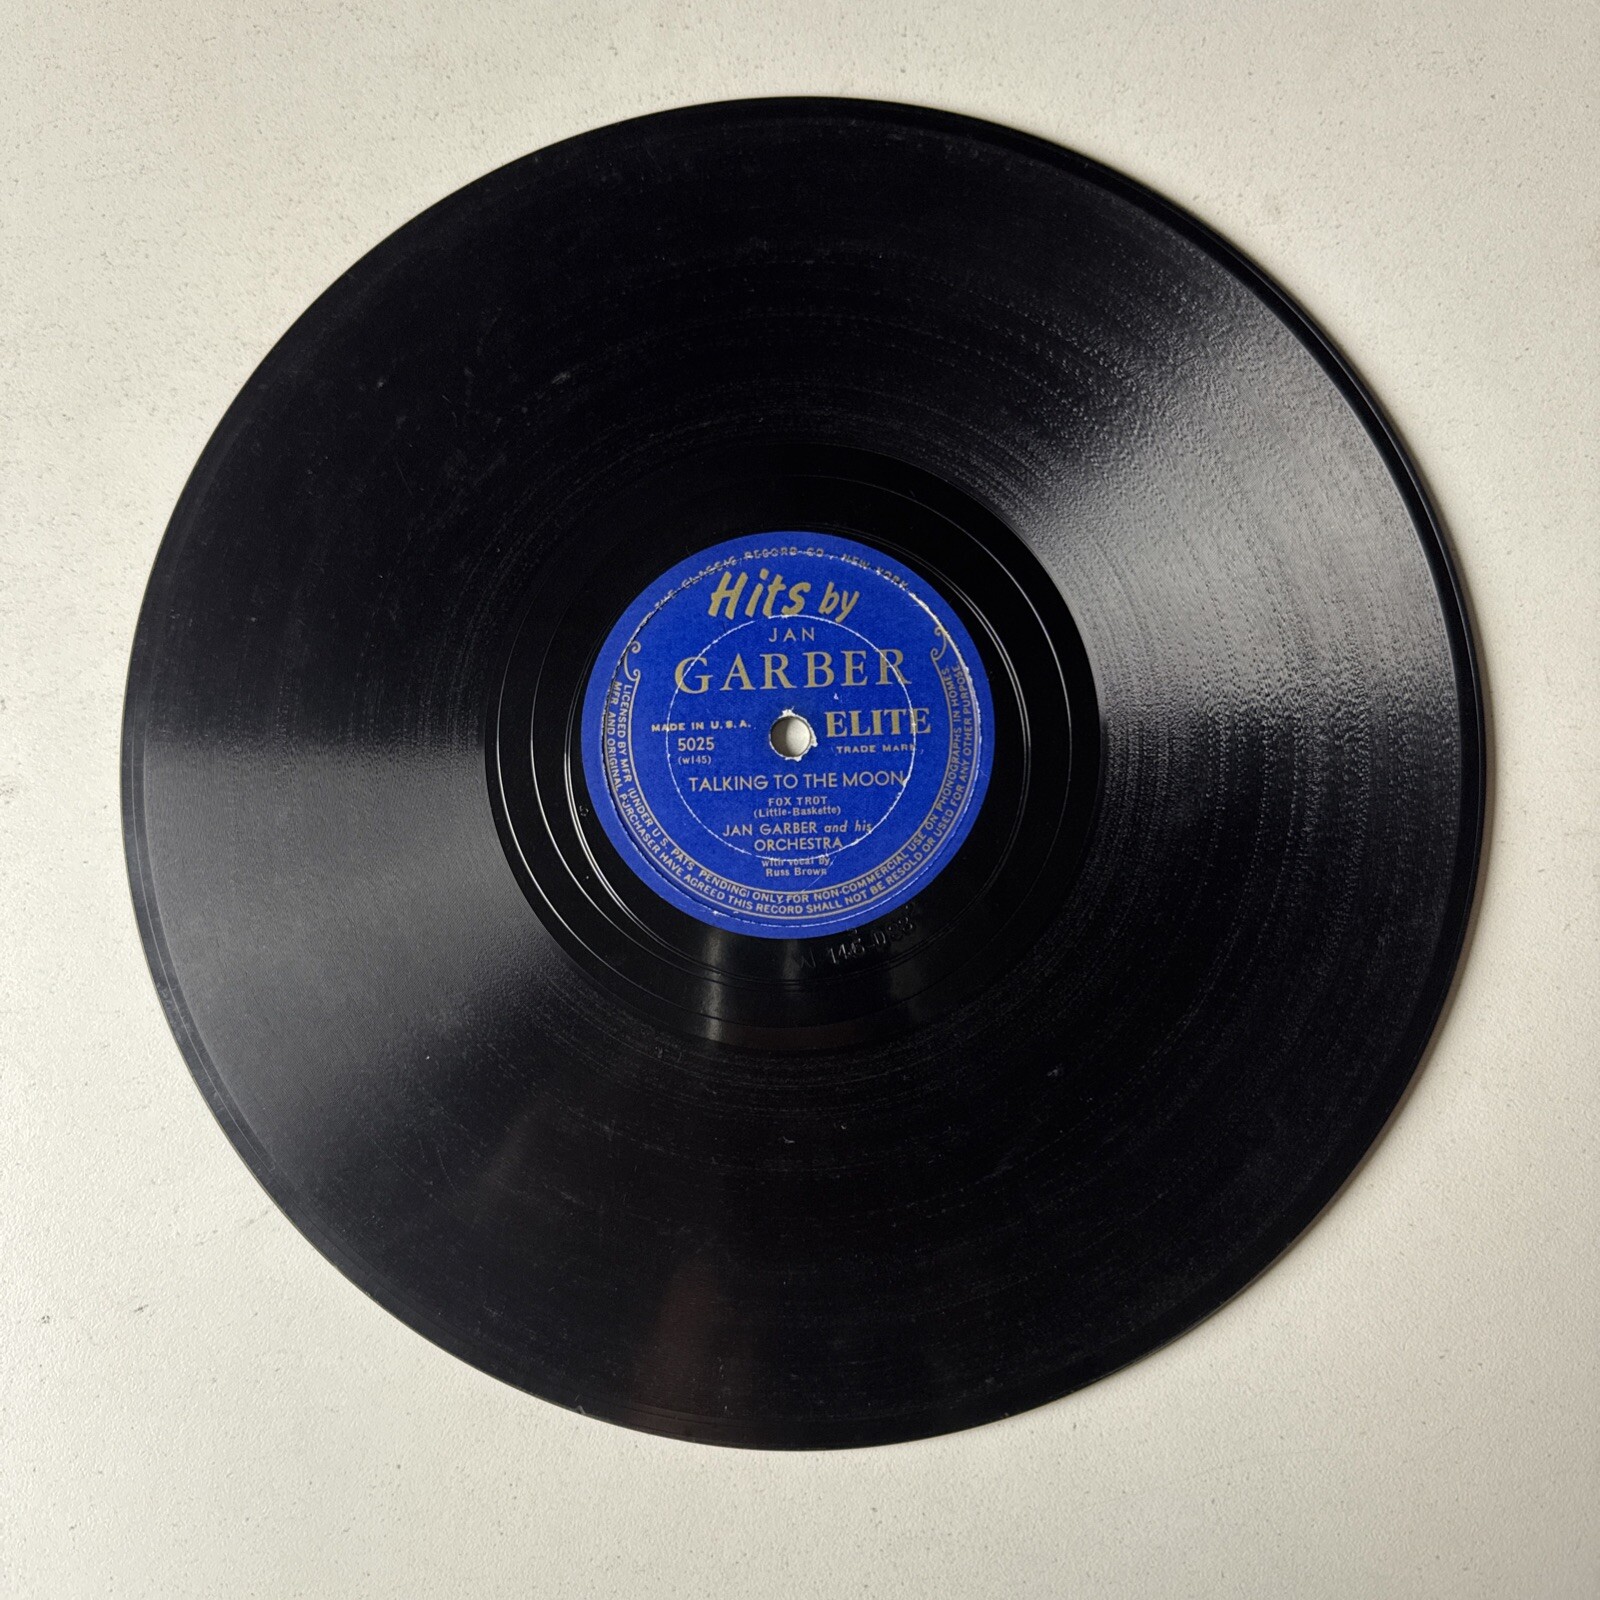 THE CLASSIC RECORD CO., NEW YORK
Hits by
JAN
GARBER
MADE IN U.S.A.
ELITE
5025
TRADE MARK
(w145)
TALKING TO THE MOON
FOX TROT
(Little-Baskette)
JAN GARBER and his
ORCHESTRA
with vocal by
Russ Brown
LICENSED BY MFR (UNDER U.S. PATS PENDING) ONLY FOR NON-COMMERCIAL USE ON PHONOGRAPHS IN HOMES.
MFR. AND ORIGINAL PURCHASER HAVE AGREED THIS RECORD SHALL NOT BE RESOLD OR USED FOR ANY OTHER PURPOSE